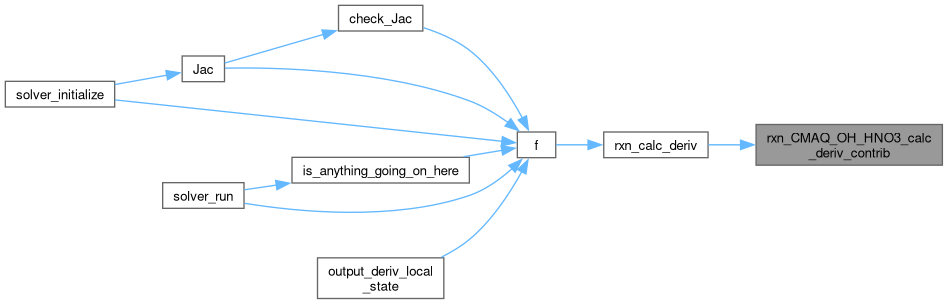 check_Jac
Jac
solver_initialize
f
rxn_calc_deriv
rxn_CMAQ_OH_HNO3_calc
_deriv_contrib
is_anything_going_on_here
solver_run
output_deriv_local
_state